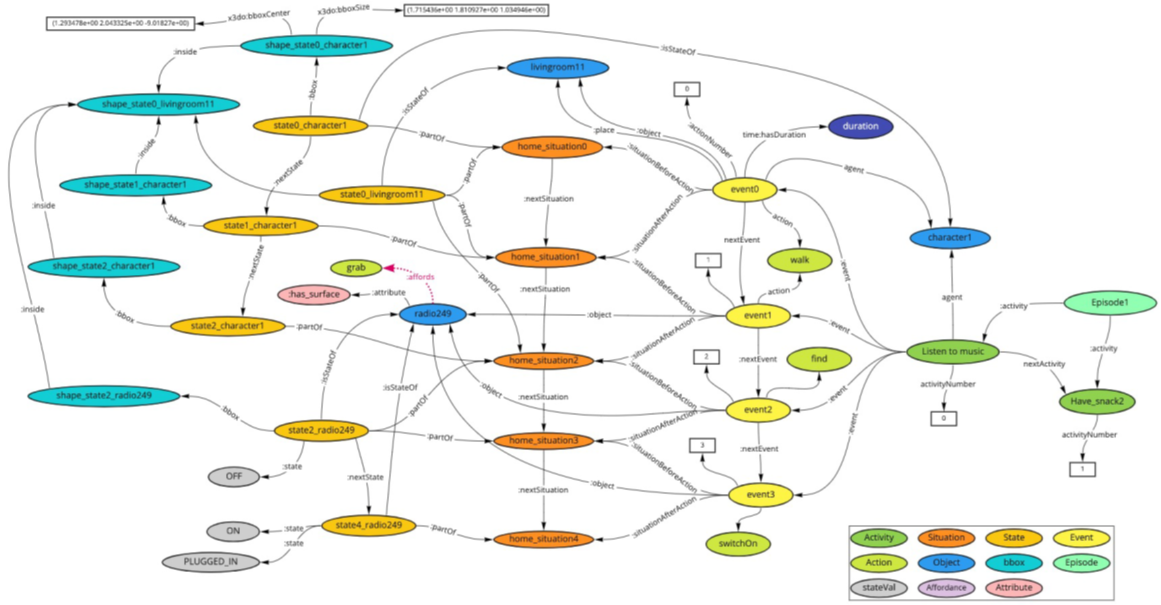 (1.293478e+00 2.043325e+00 -9.01827e+00)
x3do:bboxCenter
x3do:bboxSize
(1.715436e+00 1.810927e+00 1.034946e+00)
shape_state0_character1
:isStateOf
:inside
livingroom11
:bbox
:isStateOf
0
shape_state0_livingroom11
state0_character1
:place
:object
:actionNumber
time:hasDuration
duration
:partOf
home_situation0
:inside
:nextState
:partOf
:situationBeforeAction
agent
shape_state1_character1
state0_livingroom11
event0
:inside
:bbox
state1_character1
:partOf
:nextSituation
:situationAfterAction
action
:partOf
nextEvent
character1
:nextState
home_situation1
1
walk
:event
shape_state2_character1
grab
:affords
:partOf
:situationBeforeAction
:has_surface
:attribute
:nextSituation
action
agent
:activity
Episode1
:inside
:bbox
state2_character1
:partOf
radio249
:object
event1
:event
:situationAfterAction
Listen to music
:activity
home_situation2
2
:nextEvent
find
nextActivity
:isStateOf
:isStateOf
:situationBeforeAction
activityNumber
shape_state2_radio249
:bbox
:partOf
:nextSituation
:object
event2
:event
Have_snack2
0
:situationAfterAction
:event
state2_radio249
:partOf
home_situation3
3
activityNumber
:nextEvent
OFF
:state
:nextState
:situationBeforeAction
1
:nextSituation
:object
event3
ON
:state
state4_radio249
:partOf
:situationAfterAction
:state
home_situation4
switchOn
PLUGGED_IN
Activity
Situation
State
Event
Action
Object
bbox
Episode
stateVal
Affordance
Attribute